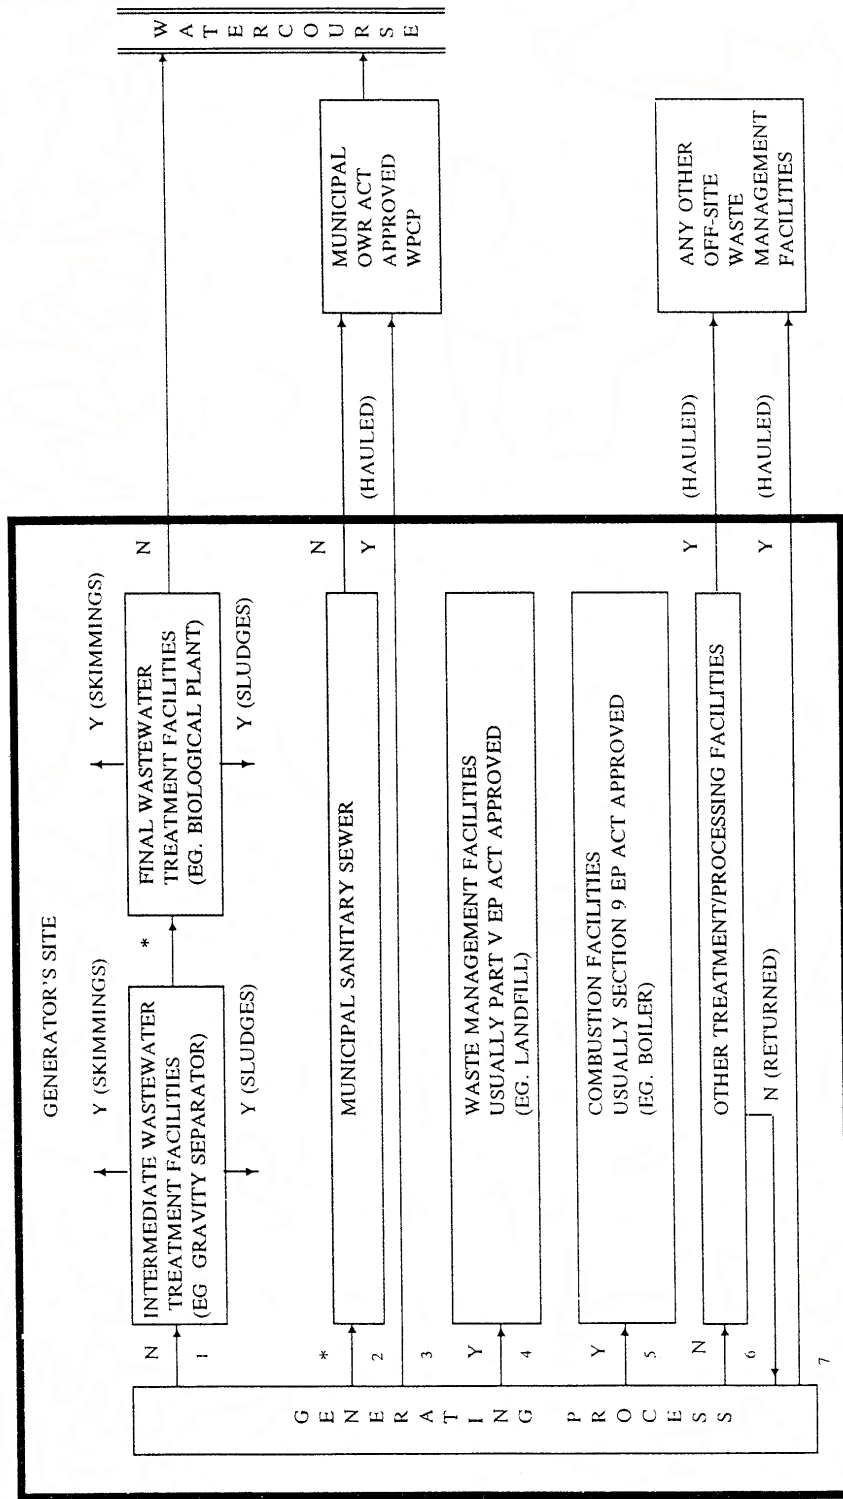 GENERATOR'S SITE
GENERATING PROCESS
N
1
INTERMEDIATE WASTEWATER
TREATMENT FACILITIES
(EG GRAVITY SEPARATOR)
Y (SKIMMINGS)
Y (SLUDGES)
*
FINAL WASTEWATER
TREATMENT FACILITIES
(EG. BIOLOGICAL PLANT)
Y (SKIMMINGS)
Y (SLUDGES)
N
WATERCOURSE
*
2
MUNICIPAL SANITARY SEWER
N
3
Y (HAULED)
MUNICIPAL
OWR ACT
APPROVED
WPCP
Y
4
WASTE MANAGEMENT FACILITIES
USUALLY PART V EP ACT APPROVED
(EG. LANDFILL)
Y
5
COMBUSTION FACILITIES
USUALLY SECTION 9 EP ACT APPROVED
(EG. BOILER)
N
6
OTHER TREATMENT/PROCESSING FACILITIES
N (RETURNED)
Y (HAULED)
7
Y (HAULED)
ANY OTHER
OFF-SITE
WASTE
MANAGEMENT
FACILITIES